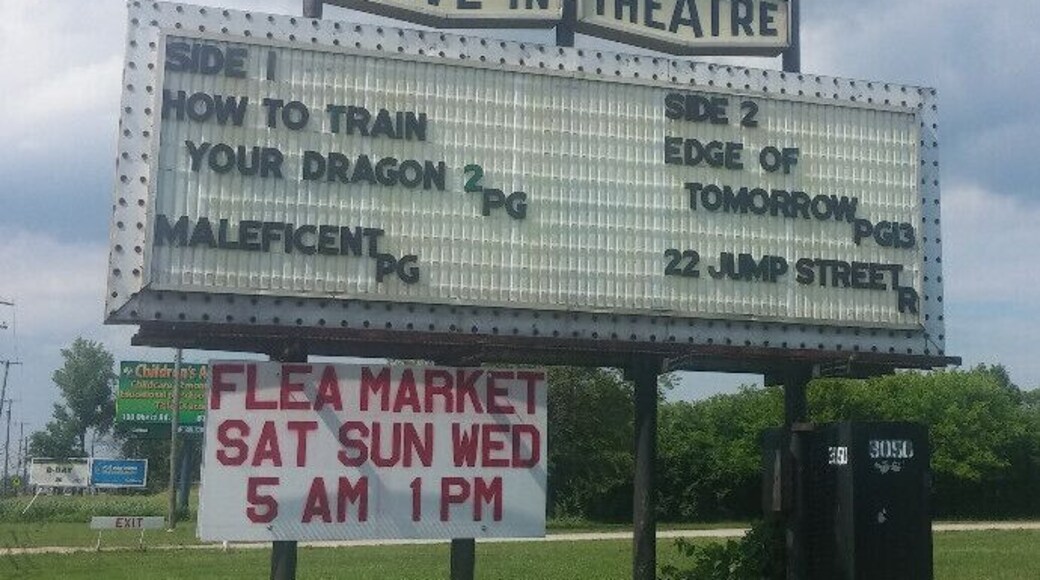 THEATRE
SIDE 1
HOW TO TRAIN
YOUR DRAGON 2 PG
MALEFICENT PG
SIDE 2
EDGE OF
TOMORROW PG13
22 JUMP STREET R
FLEA MARKET
SAT SUN WED
5 AM 1 PM
EXIT
3050